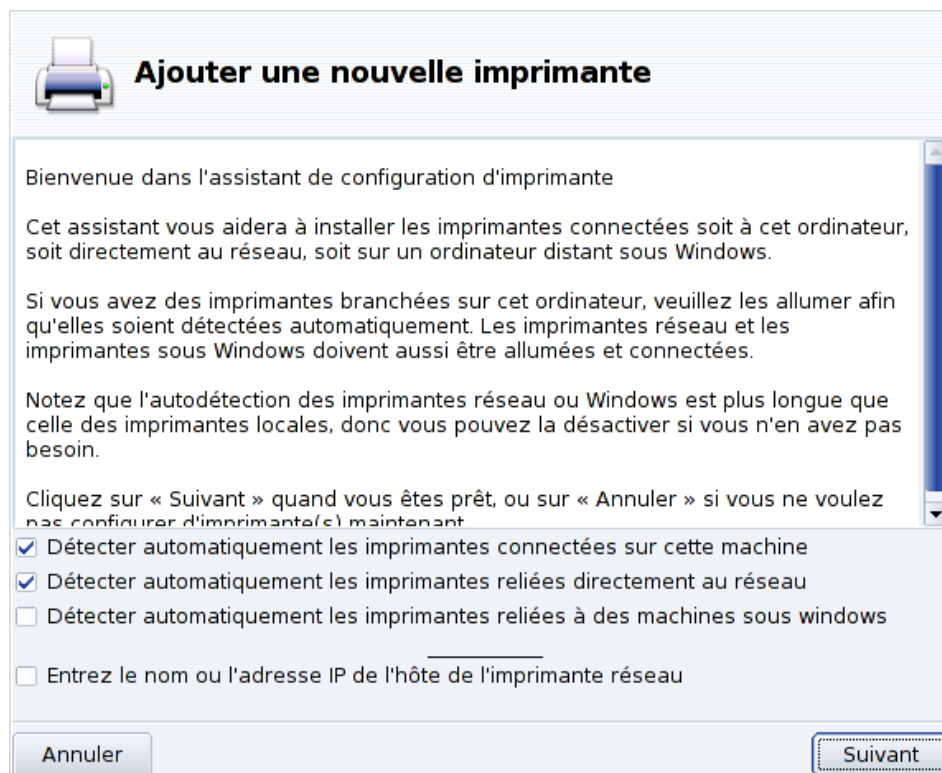 Ajouter une nouvelle imprimante
Bienvenue dans l'assistant de configuration d'imprimante
Cet assistant vous aidera à installer les imprimantes connectées soit à cet ordinateur,
soit directement au réseau, soit sur un ordinateur distant sous Windows.
Si vous avez des imprimantes branchées sur cet ordinateur, veuillez les allumer afin
qu'elles soient détectées automatiquement. Les imprimantes réseau et les
imprimantes sous Windows doivent aussi être allumées et connectées.
Notez que l'autodétection des imprimantes réseau ou Windows est plus longue que
celle des imprimantes locales, donc vous pouvez la désactiver si vous n'en avez pas
besoin.
Cliquez sur « Suivant » quand vous êtes prêt, ou sur « Annuler » si vous ne voulez
pas configurer d'imprimante(s) maintenant
Détecter automatiquement les imprimantes connectées sur cette machine
Détecter automatiquement les imprimantes reliées directement au réseau
Détecter automatiquement les imprimantes reliées à des machines sous windows
Entrez le nom ou l'adresse IP de l'hôte de l'imprimante réseau
Annuler
Suivant